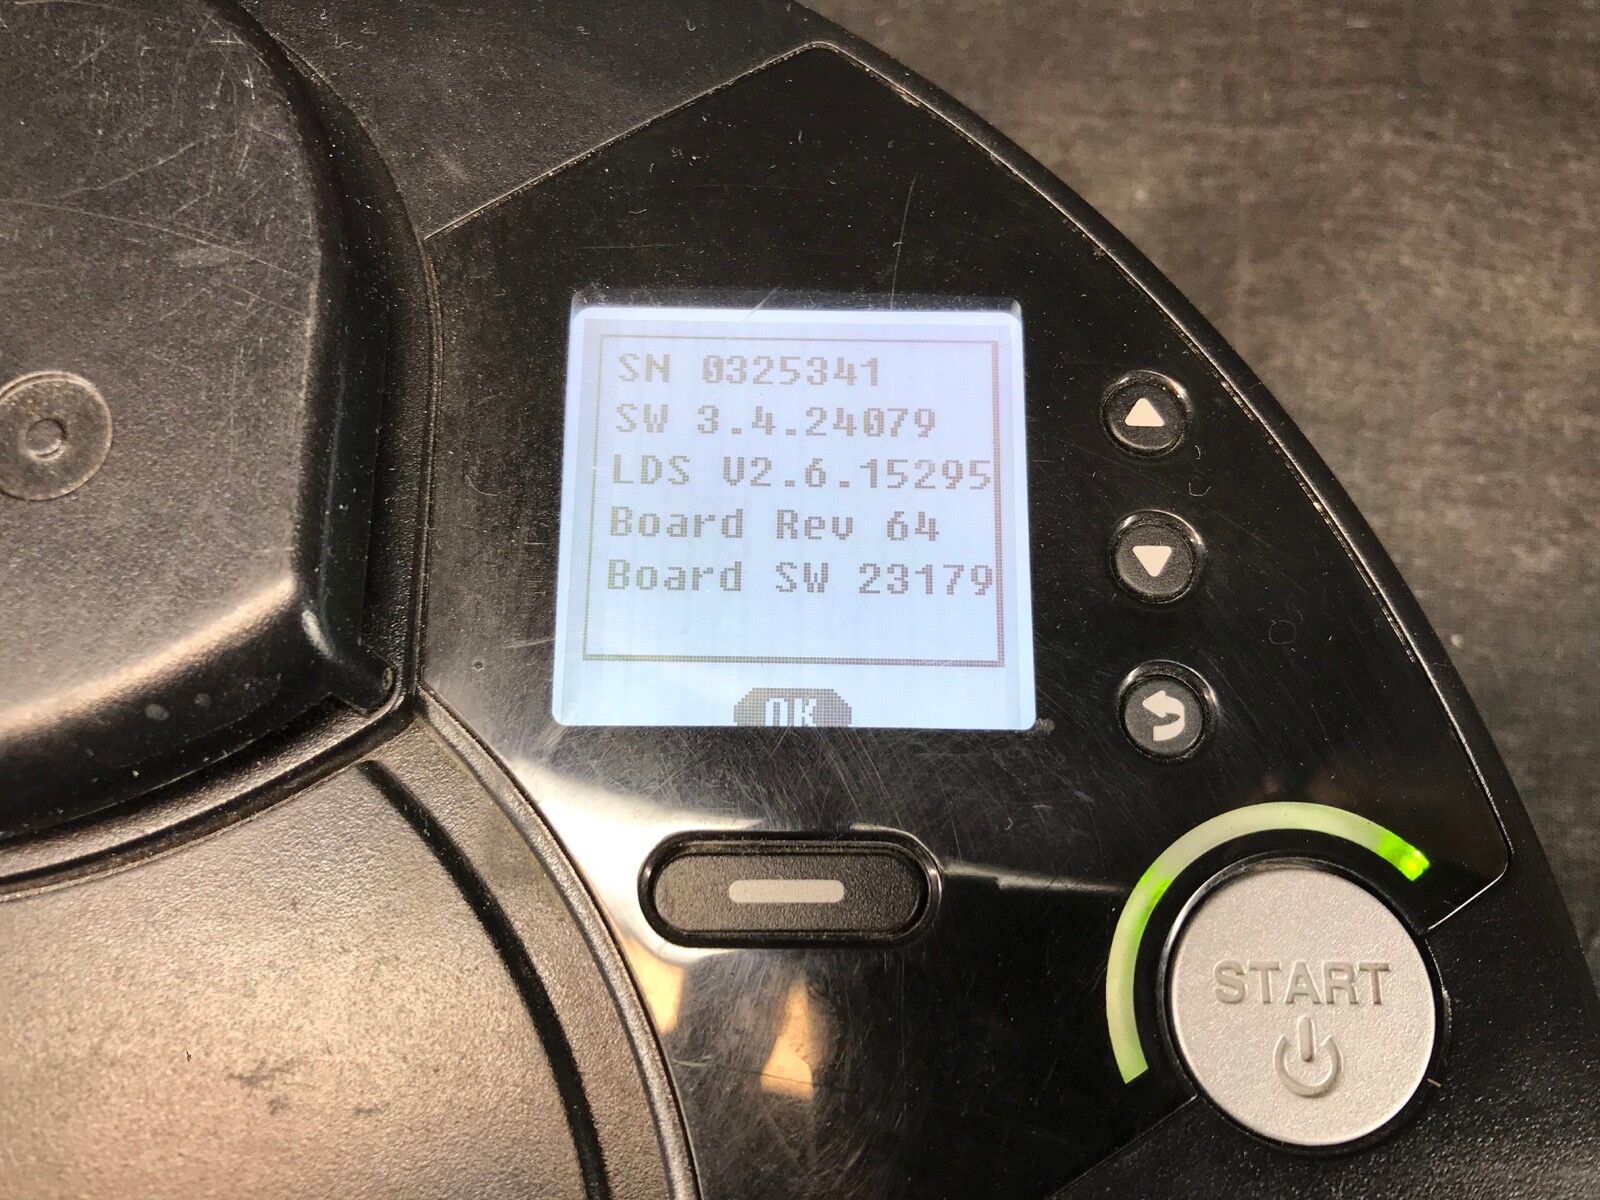 SN 0325341
SW 3.4.24079
LDS V2.6.15295
Board Rev 64
Board SW 23179
OK
START